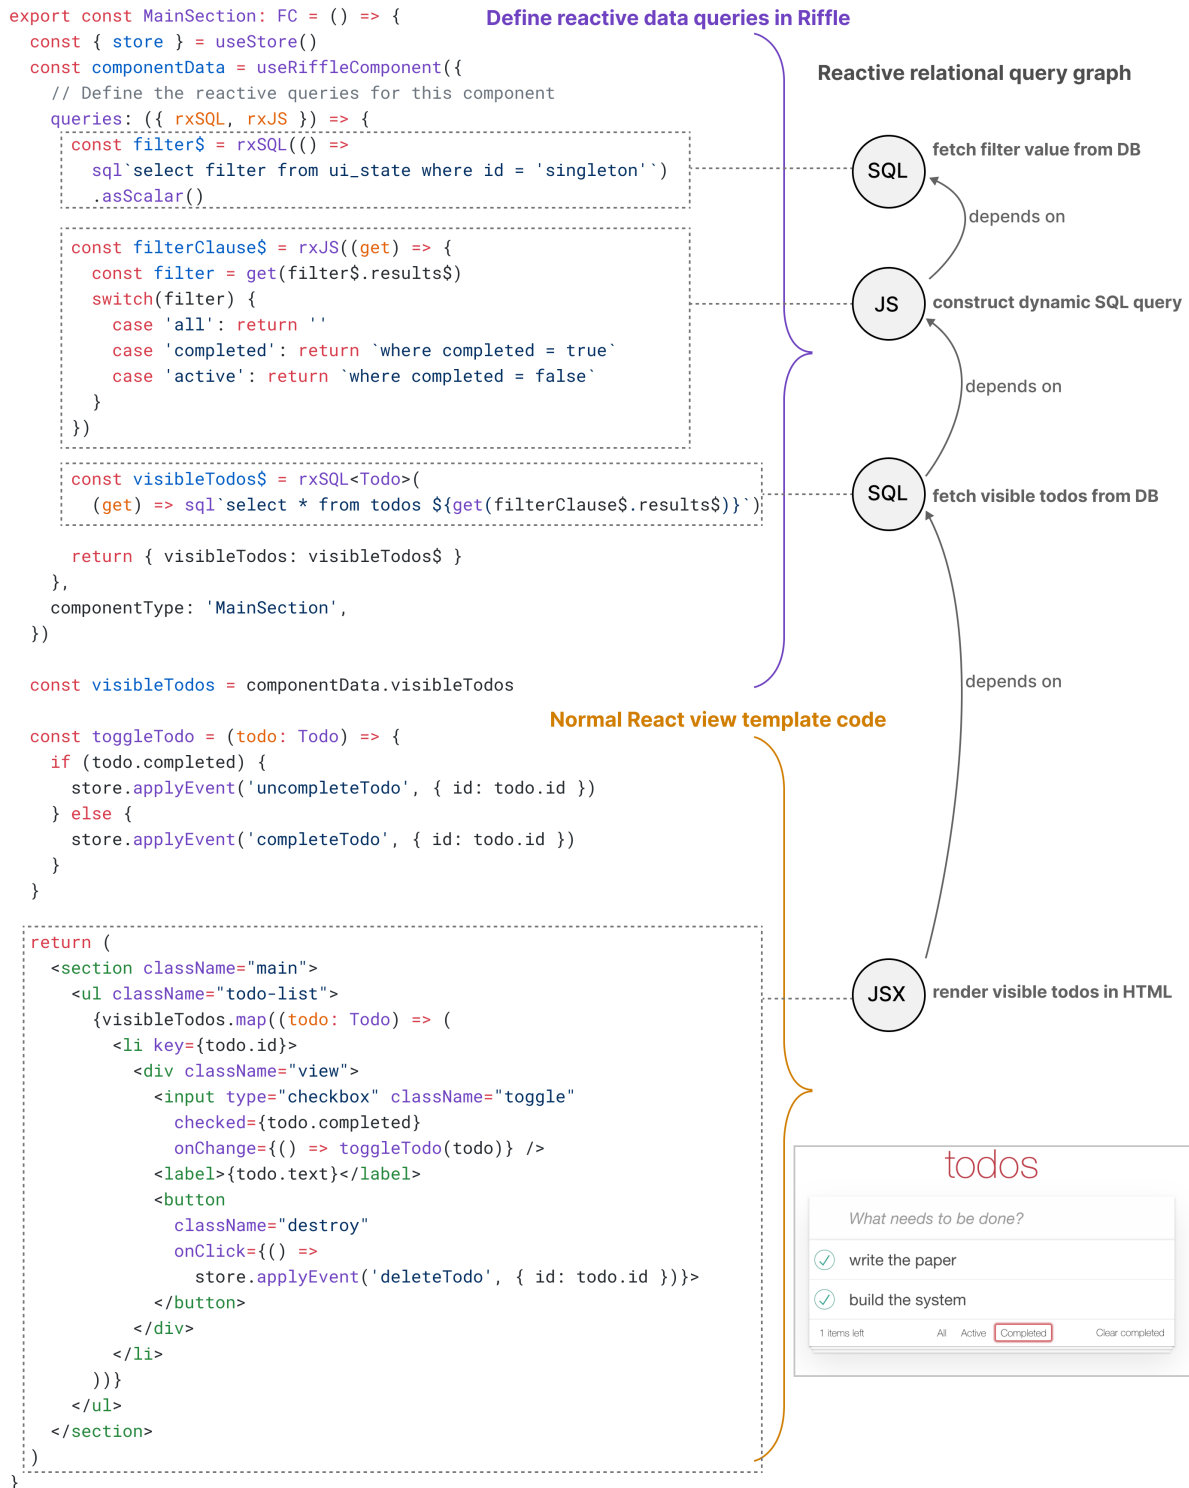 export const MainSection: FC = () => {
  const { store } = useStore()
  const componentData = useRiffleComponent({
    // Define the reactive queries for this component
    queries: ({ rxSQL, rxJS }) => {
      const filter$ = rxSQL(() =>
        sql`select filter from ui_state where id = 'singleton'`)
        .asScalar()
      const filterClause$ = rxJS((get) => {
        const filter = get(filter$.results$)
        switch(filter) {
          case 'all': return ''
          case 'completed': return `where completed = true`
          case 'active': return `where completed = false`
        }
      })
      const visibleTodos$ = rxSQL<Todo>(
        (get) => sql`select * from todos ${get(filterClause$.results$)}`)
      return { visibleTodos: visibleTodos$ }
    },
    componentType: 'MainSection',
  })
  const visibleTodos = componentData.visibleTodos
  const toggleTodo = (todo: Todo) => {
    if (todo.completed) {
      store.applyEvent('uncompleteTodo', { id: todo.id })
    } else {
      store.applyEvent('completeTodo', { id: todo.id })
    }
  }
  return (
    <section className="main">
      <ul className="todo-list">
        {visibleTodos.map((todo: Todo) => (
          <li key={todo.id}>
            <div className="view">
              <input type="checkbox" className="toggle"
                checked={todo.completed}
                onChange={() => toggleTodo(todo)} />
              <label>{todo.text}</label>
              <button
                className="destroy"
                onClick={() =>
                  store.applyEvent('deleteTodo', { id: todo.id })}>
              </button>
            </div>
          </li>
        ))}
      </ul>
    </section>
  )
}
Define reactive data queries in Riffle
Normal React view template code
Reactive relational query graph
SQL
fetch filter value from DB
depends on
JS
construct dynamic SQL query
depends on
SQL
fetch visible todos from DB
depends on
JSX
render visible todos in HTML
todos
What needs to be done?
write the paper
build the system
1 items left All Active Completed Clear completed